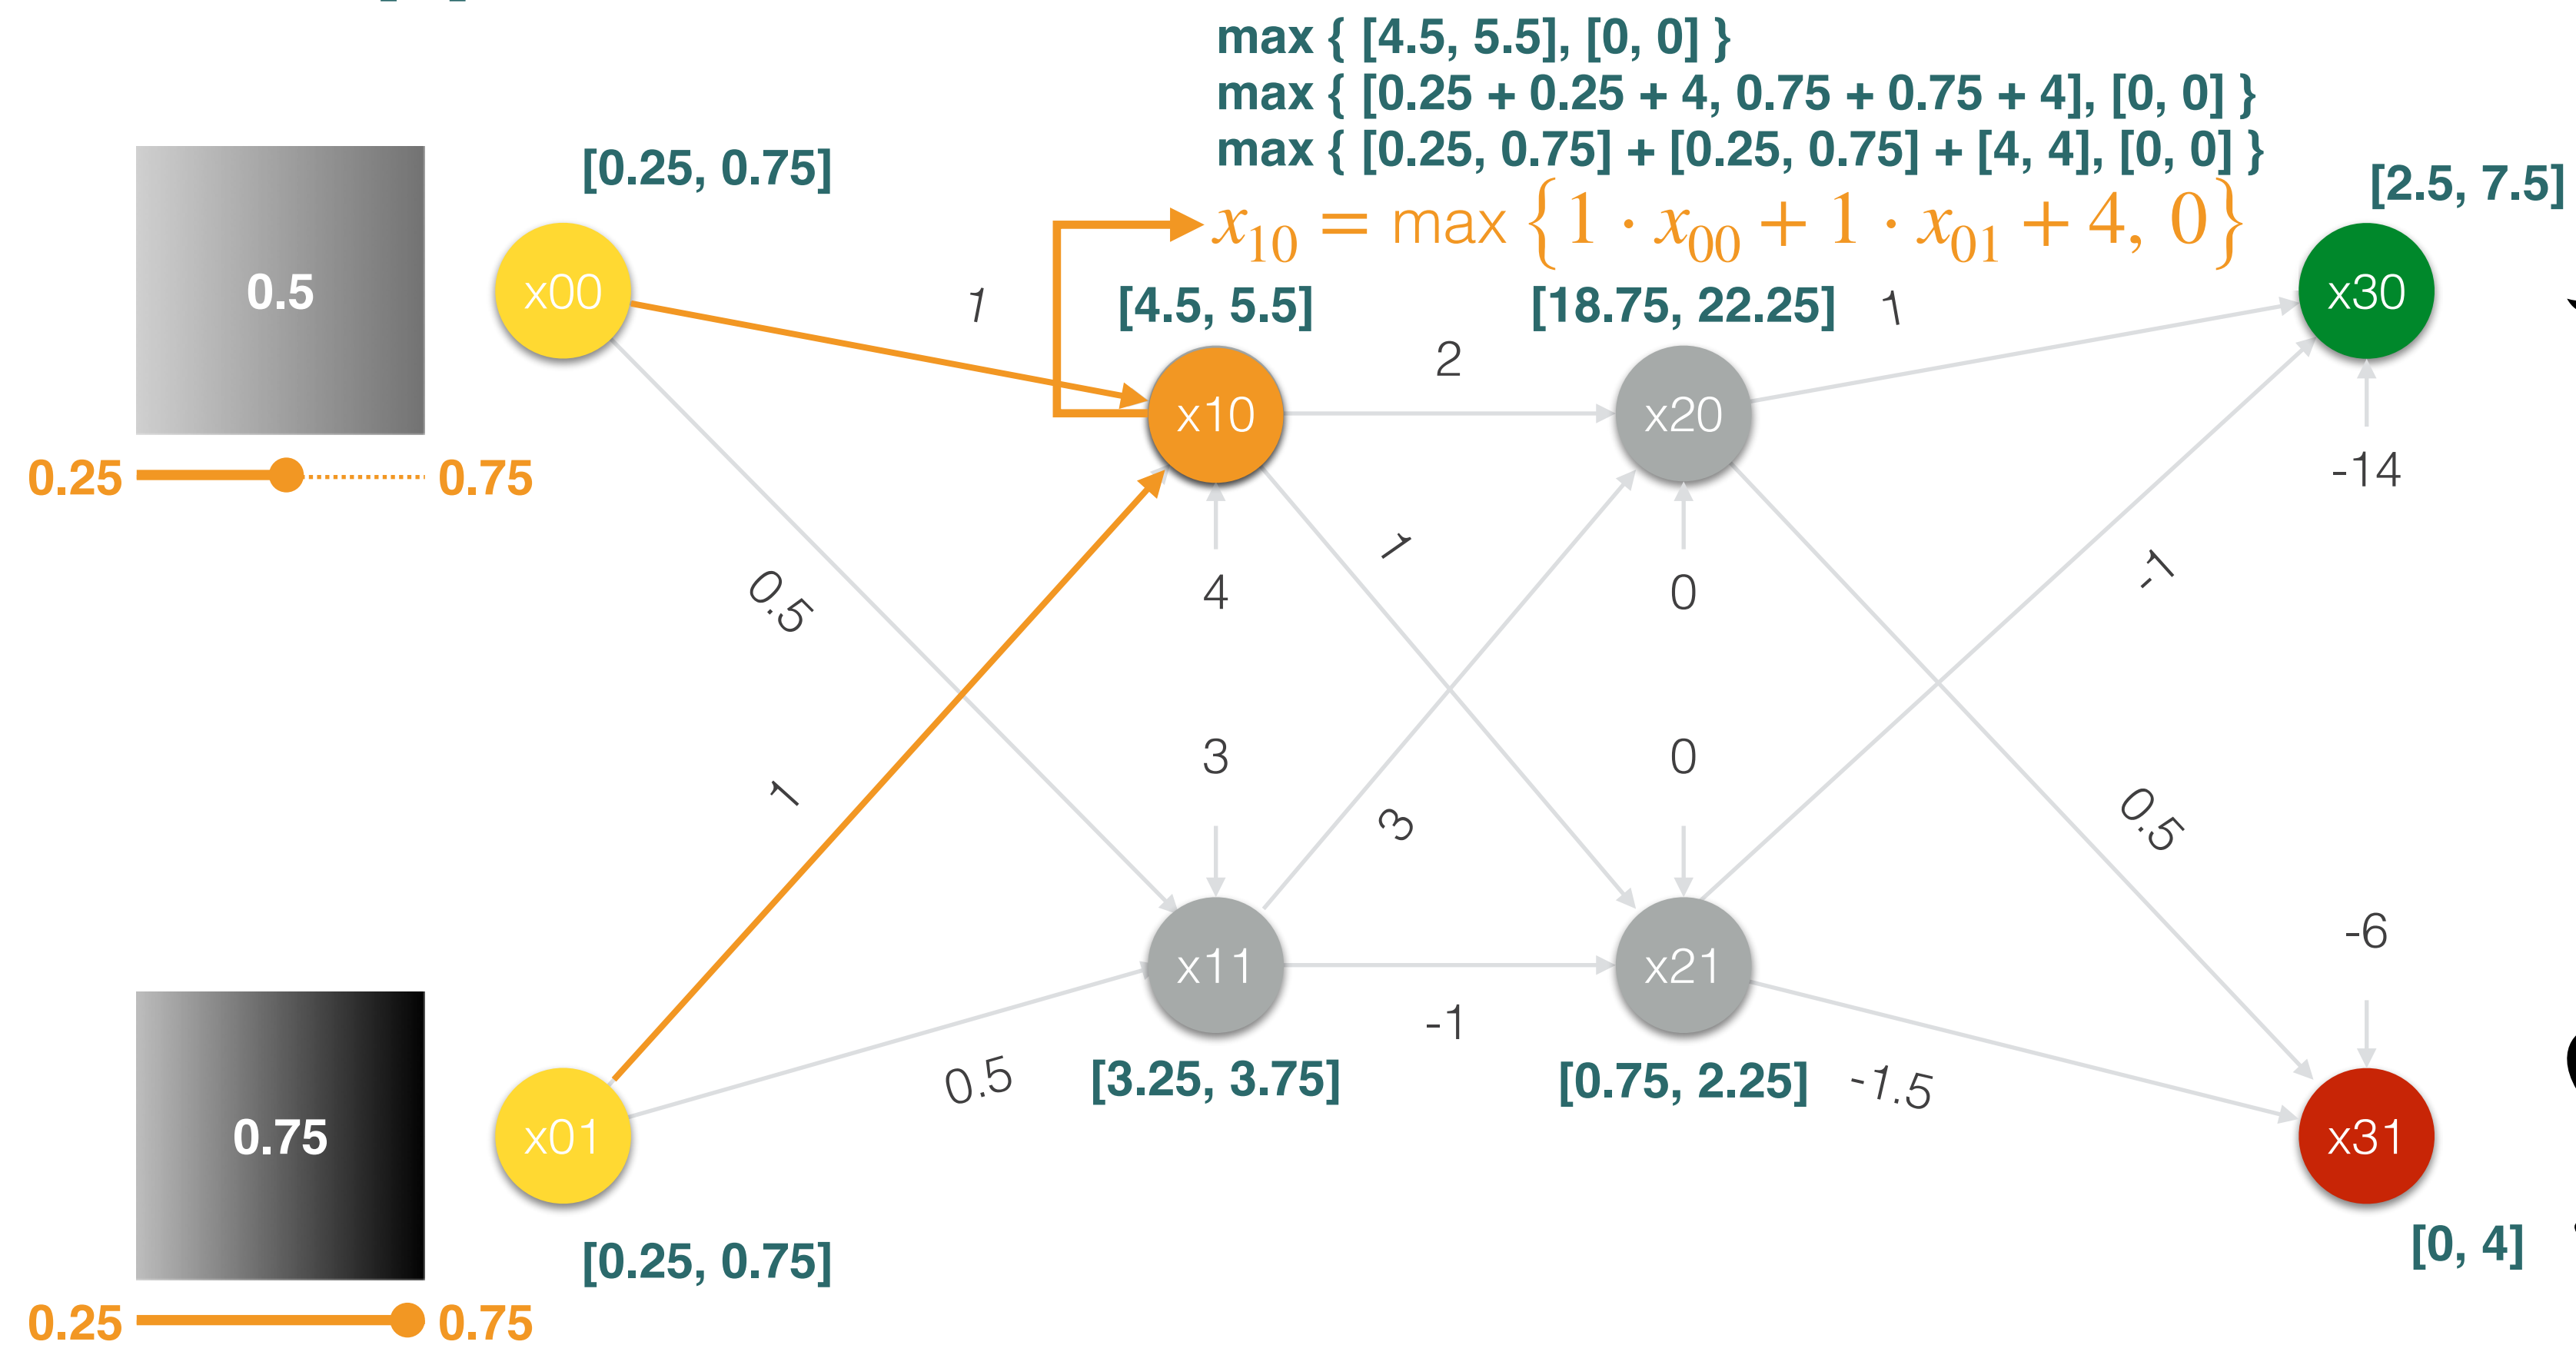 max { [4.5, 5.5], [0, 0] }
max { [0.25 + 0.25 + 4, 0.75 + 0.75 + 4], [0, 0] }
max { [0.25, 0.75] + [0.25, 0.75] + [4, 4], [0, 0] }
x₁₀ = max {1 · x₀₀ + 1 · x₀₁ + 4, 0}
[0.25, 0.75]
[2.5, 7.5]
0.5
x00
1
[4.5, 5.5]
[18.75, 22.25]
1
x30
2
x10
x20
0.25
0.75
-14
1
-1
0.5
4
0
3
0
1
3
0.5
-6
x11
x21
-1
0.5
[3.25, 3.75]
[0.75, 2.25]
-1.5
0.75
x01
x31
[0.25, 0.75]
[0, 4]
0.25
0.75